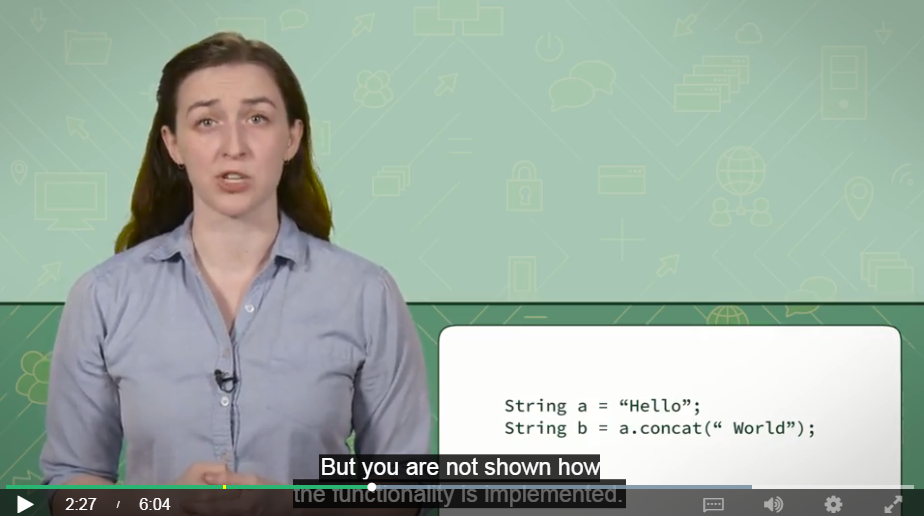 String a = “Hello”;
String b = a.concat(“ World”);
But you are not shown how
the functionality is implemented.
2:27 / 6:04